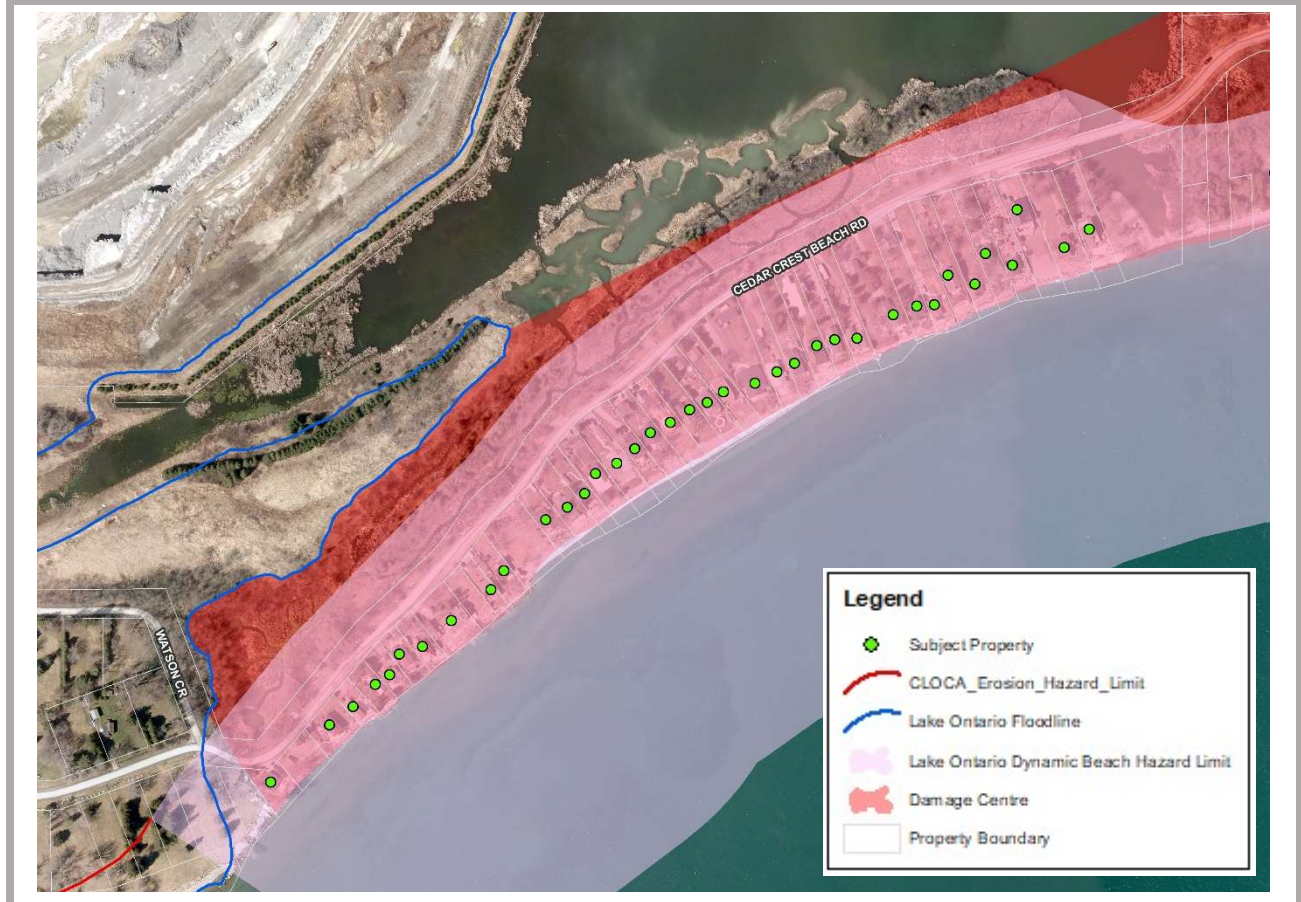 CEDAR CREST BEACH RD
WATSON CR
Legend
Subject Property
CLOCA_Erosion_Hazard_Limit
Lake Ontario Floodline
Lake Ontario Dynamic Beach Hazard Limit
Damage Centre
Property Boundary